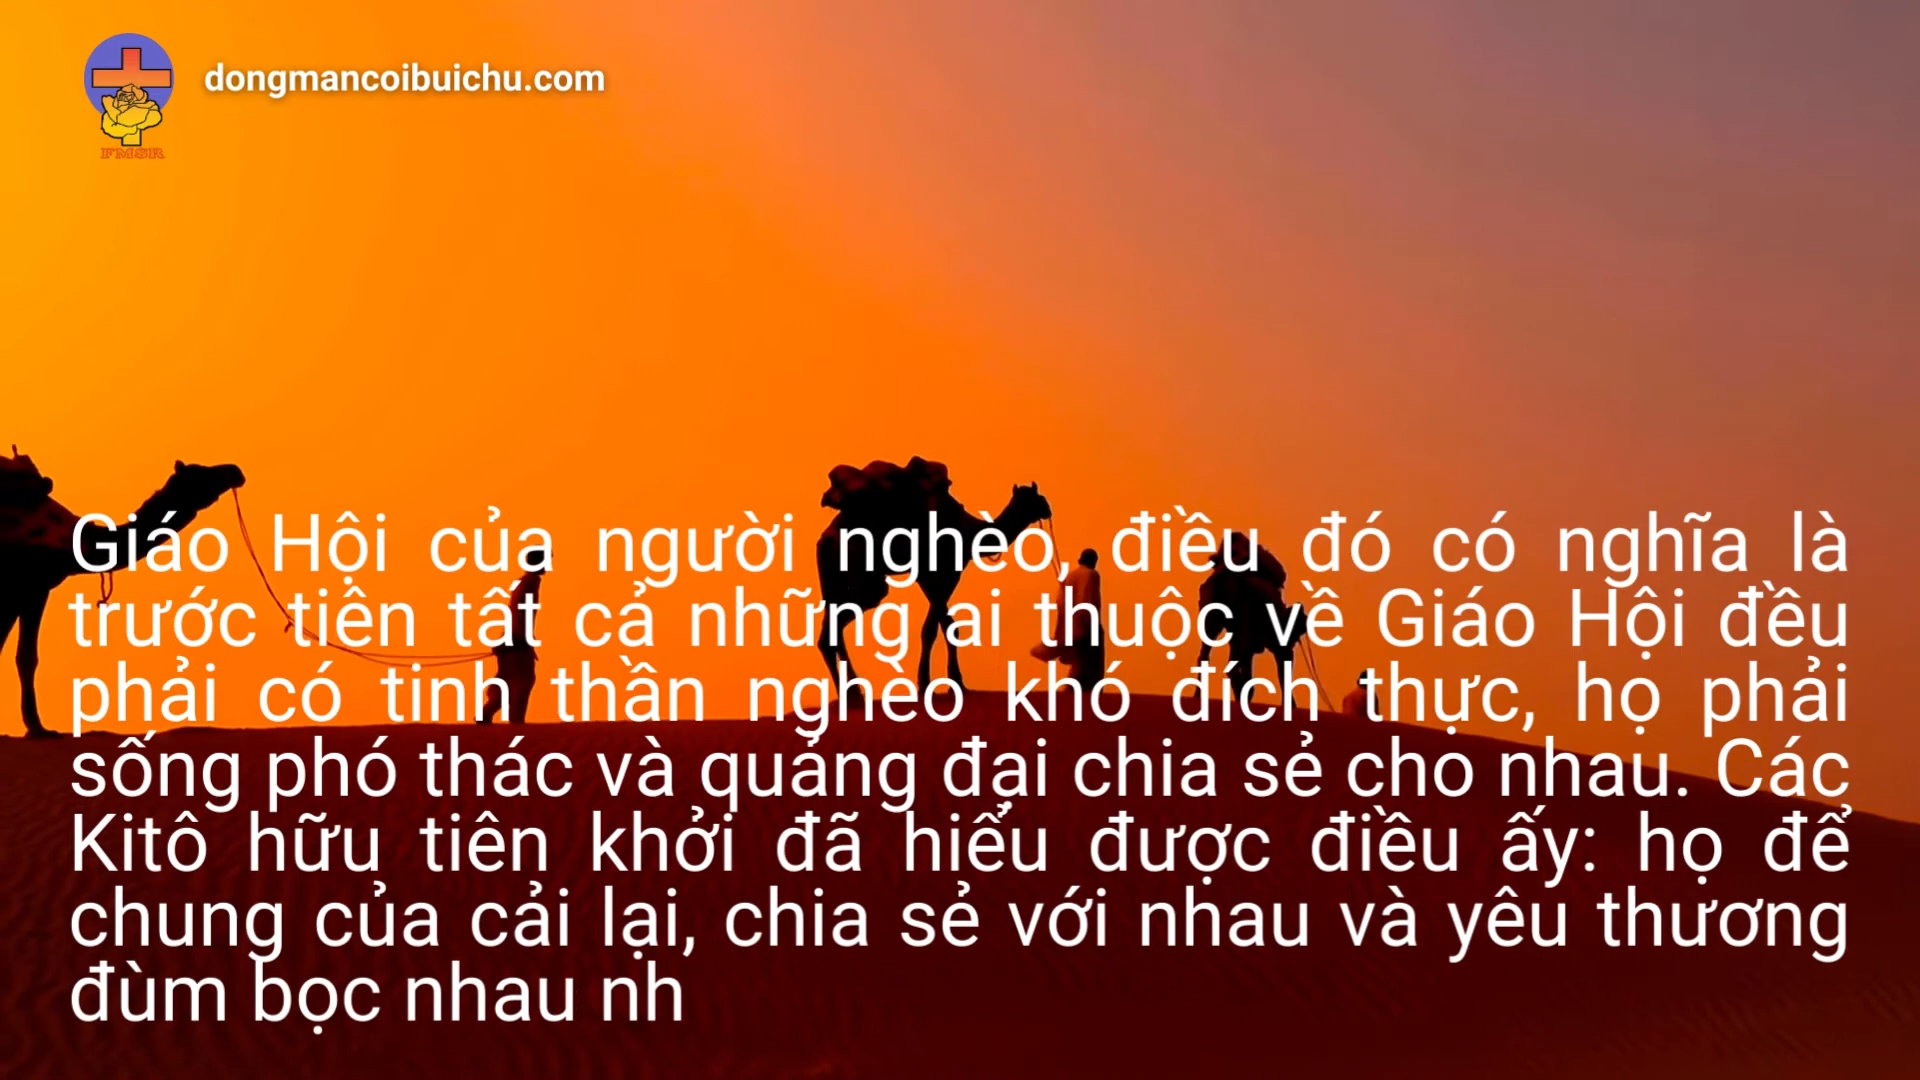 dongmancoibuichu.com
FMSR
Giáo Hội của người nghèo, điều đó có nghĩa là
trước tiên tất cả những ai thuộc về Giáo Hội đều
phải có tinh thần nghèo khó đích thực, họ phải
sống phó thác và quảng đại chia sẻ cho nhau. Các
Kitô hữu tiên khởi đã hiểu được điều ấy: họ để
chung của cải lại, chia sẻ với nhau và yêu thương
đùm bọc nhau nh